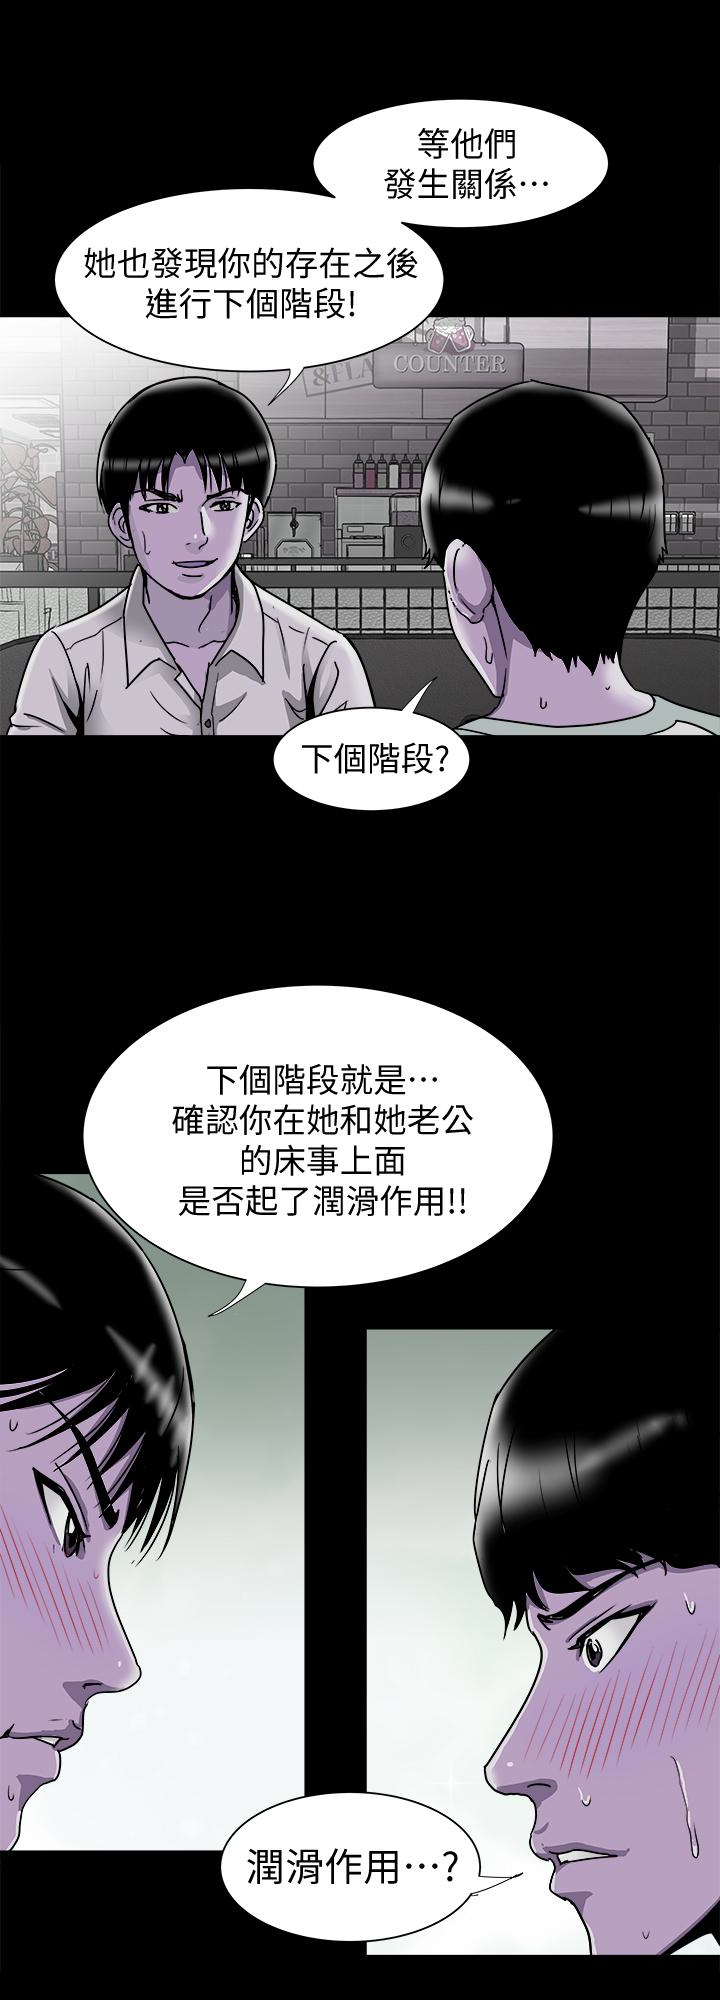 等他們
發生關係…
她也發現你的存在之後
進行下個階段!
&FLA
COUNTER
下個階段?
下個階段就是…
確認你在她和她老公
的床事上面
是否起了潤滑作用!!
潤滑作用…?